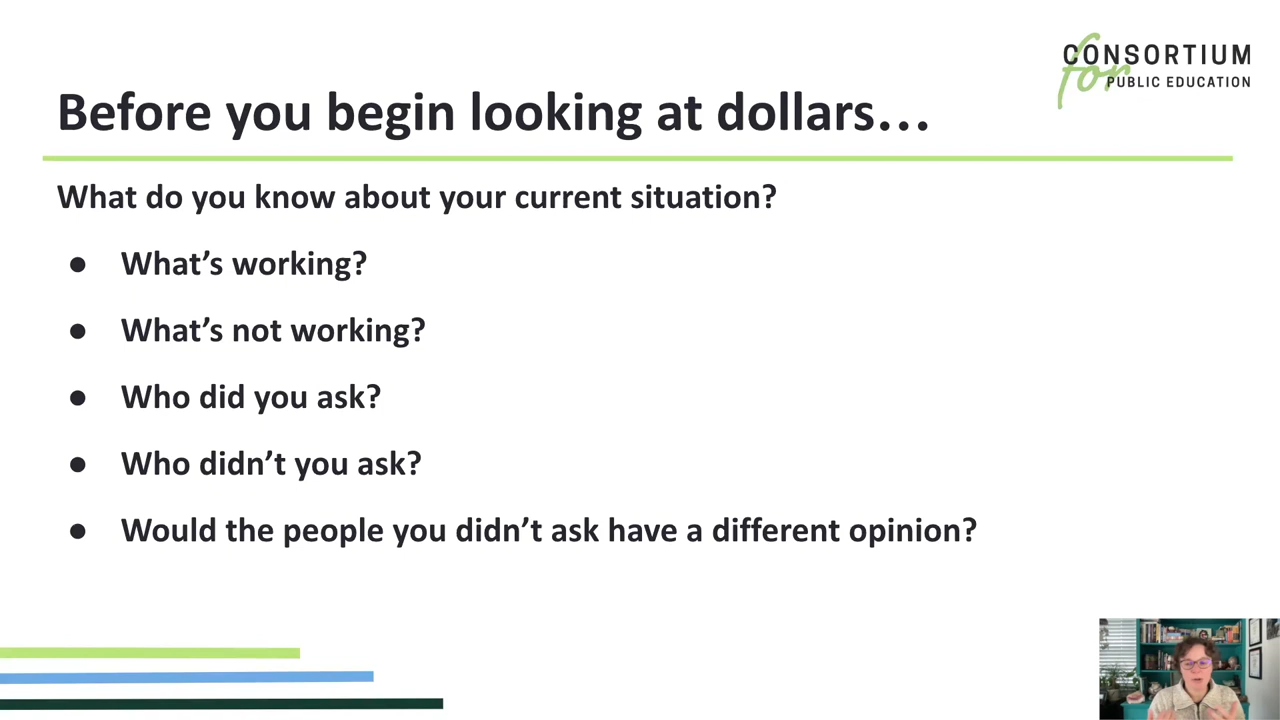 CONSORTIUM
for PUBLIC EDUCATION
Before you begin looking at dollars…
What do you know about your current situation?
● What’s working?
● What’s not working?
● Who did you ask?
● Who didn’t you ask?
● Would the people you didn’t ask have a different opinion?